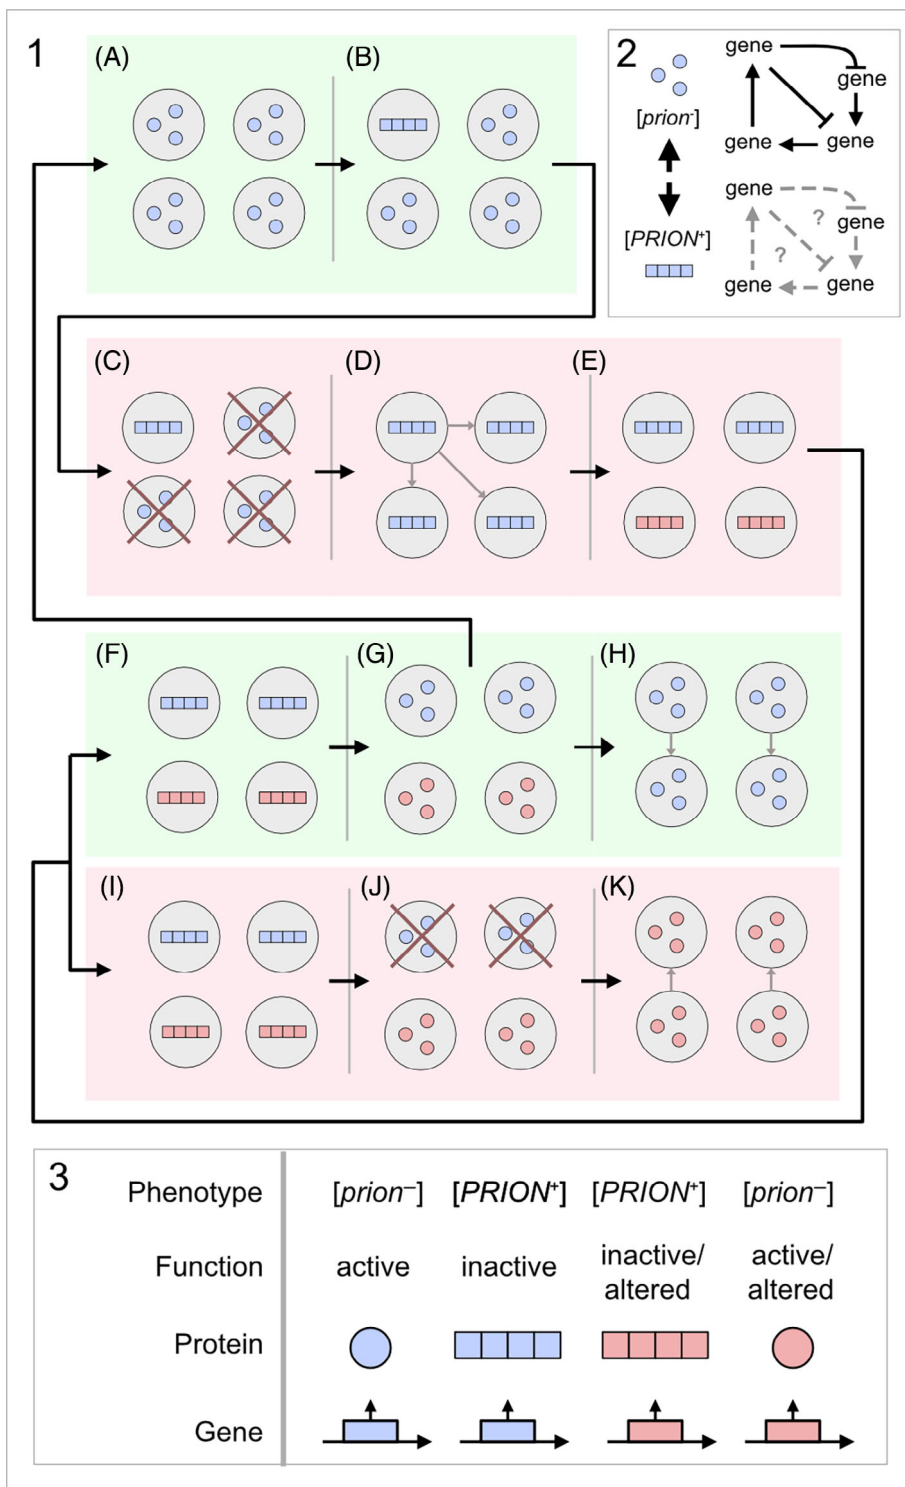 1
(A)
(B)
2
[prion-]
[PRION+]
gene
gene
gene
gene
gene
gene
gene
gene
?
?
(C)
(D)
(E)
(F)
(G)
(H)
(I)
(J)
(K)
3
Phenotype [prion–] [PRION+] [PRION+] [prion–]
Function active inactive inactive/ altered active/ altered
Protein
Gene